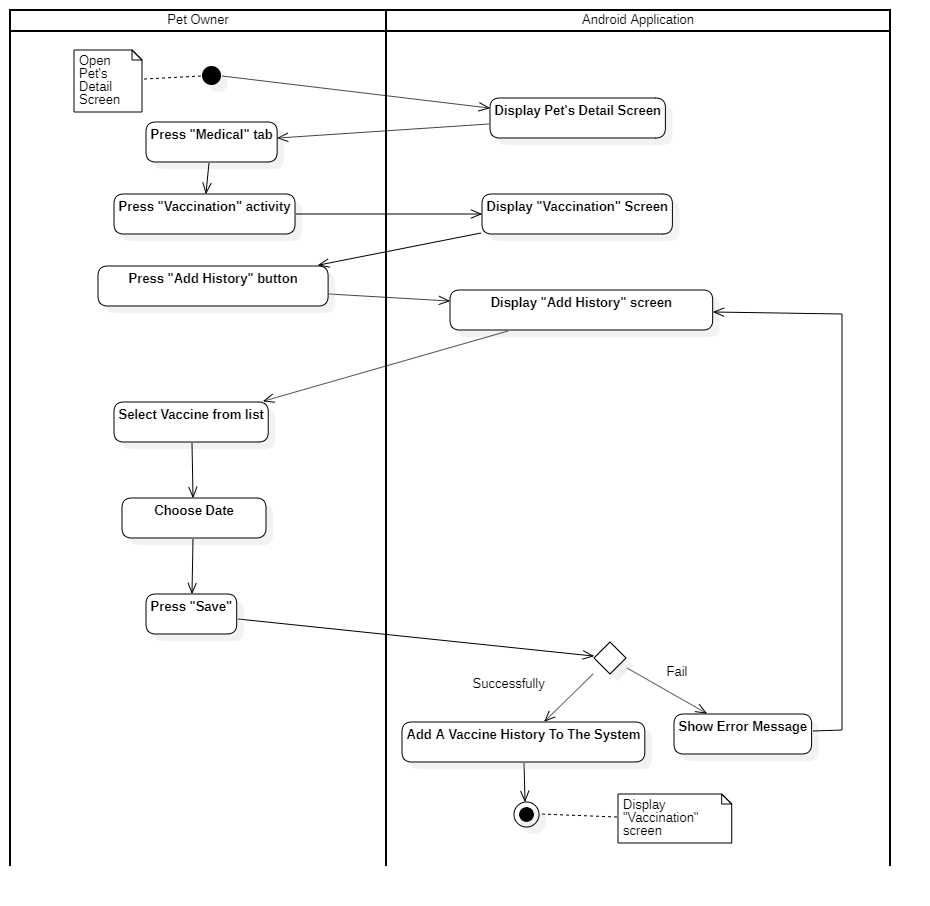 Pet Owner
Android Application
Open
Pet's
Detail
Screen
Display Pet's Detail Screen
Press "Medical" tab
Press "Vaccination" activity
Display "Vaccination" Screen
Press "Add History" button
Display "Add History" screen
Select Vaccine from list
Choose Date
Press "Save"
Successfully
Fail
Add A Vaccine History To The System
Show Error Message
Display
"Vaccination"
screen